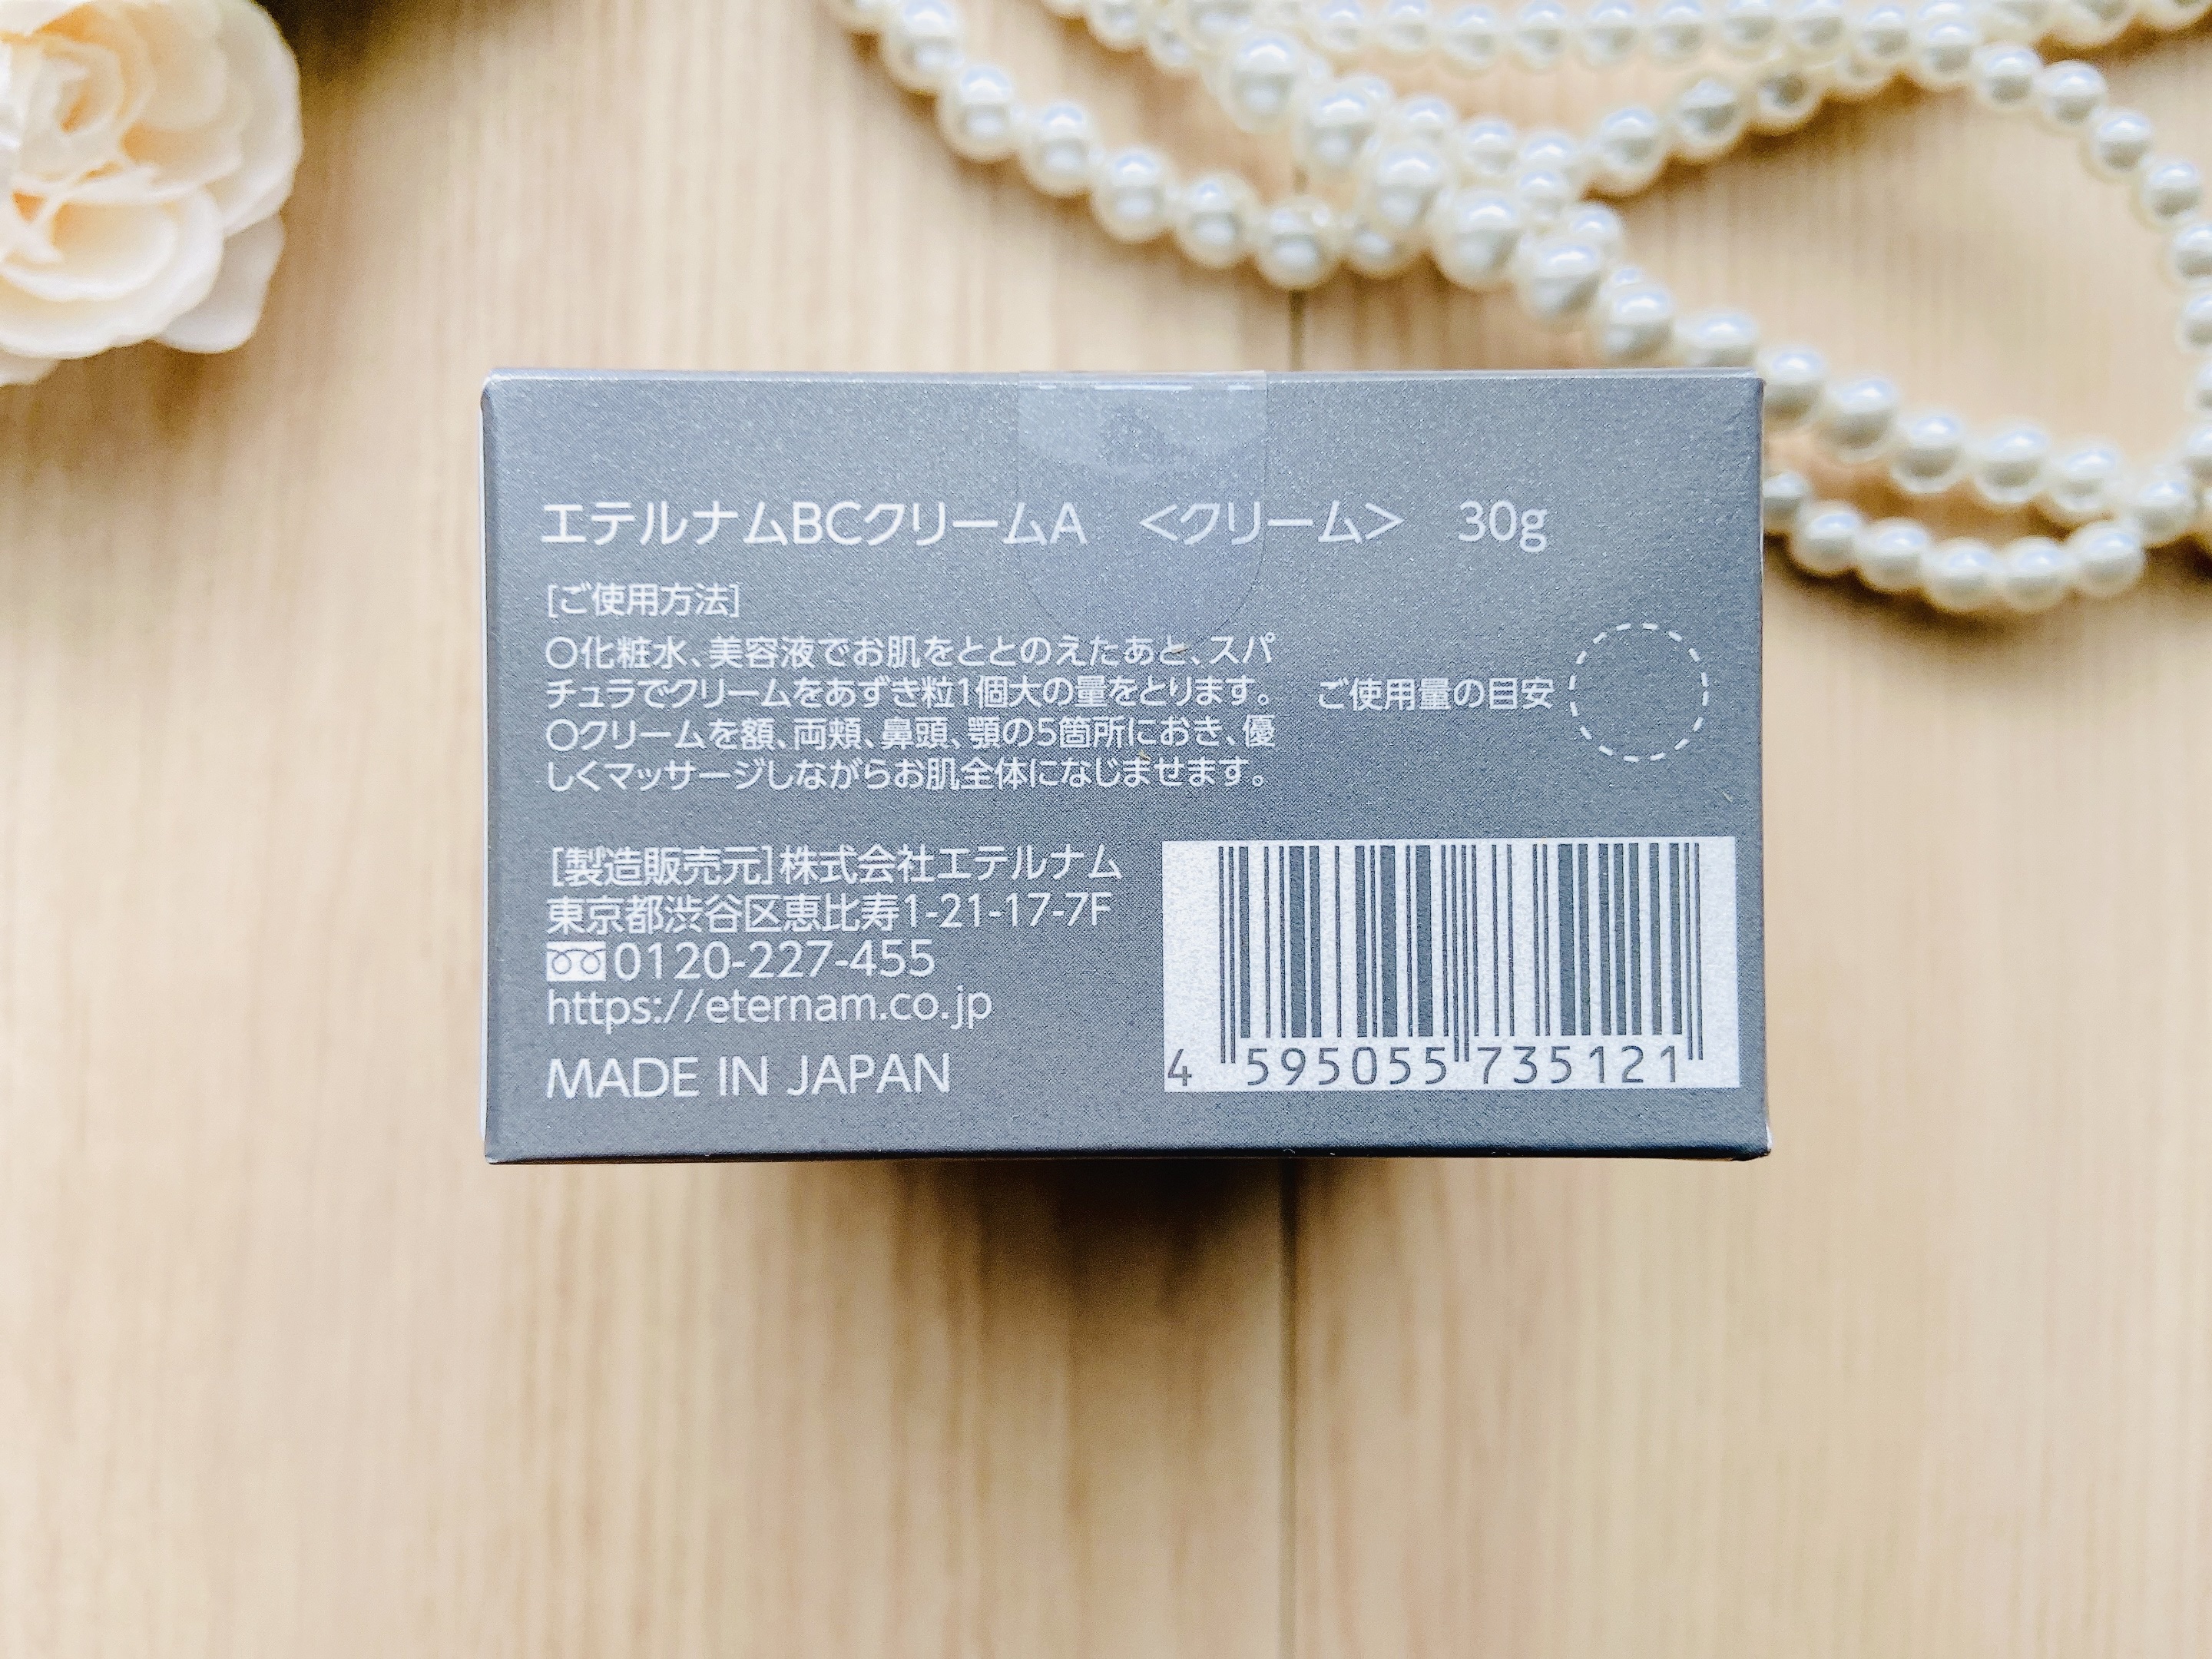 エテルナムBCクリームA　＜クリーム＞　30g
[ご使用方法]
○化粧水、美容液でお肌をととのえたあと、スパ
チュラでクリームをあずき粒1個大の量をとります。
○クリームを額、両頬、鼻頭、顎の5箇所におき、優
しくマッサージしながらお肌全体になじませます。
ご使用量の目安
[製造販売元]株式会社エテルナム
東京都渋谷区恵比寿1-21-17-7F
0120-227-455
https://eternam.co.jp
MADE IN JAPAN
4 595055 735121